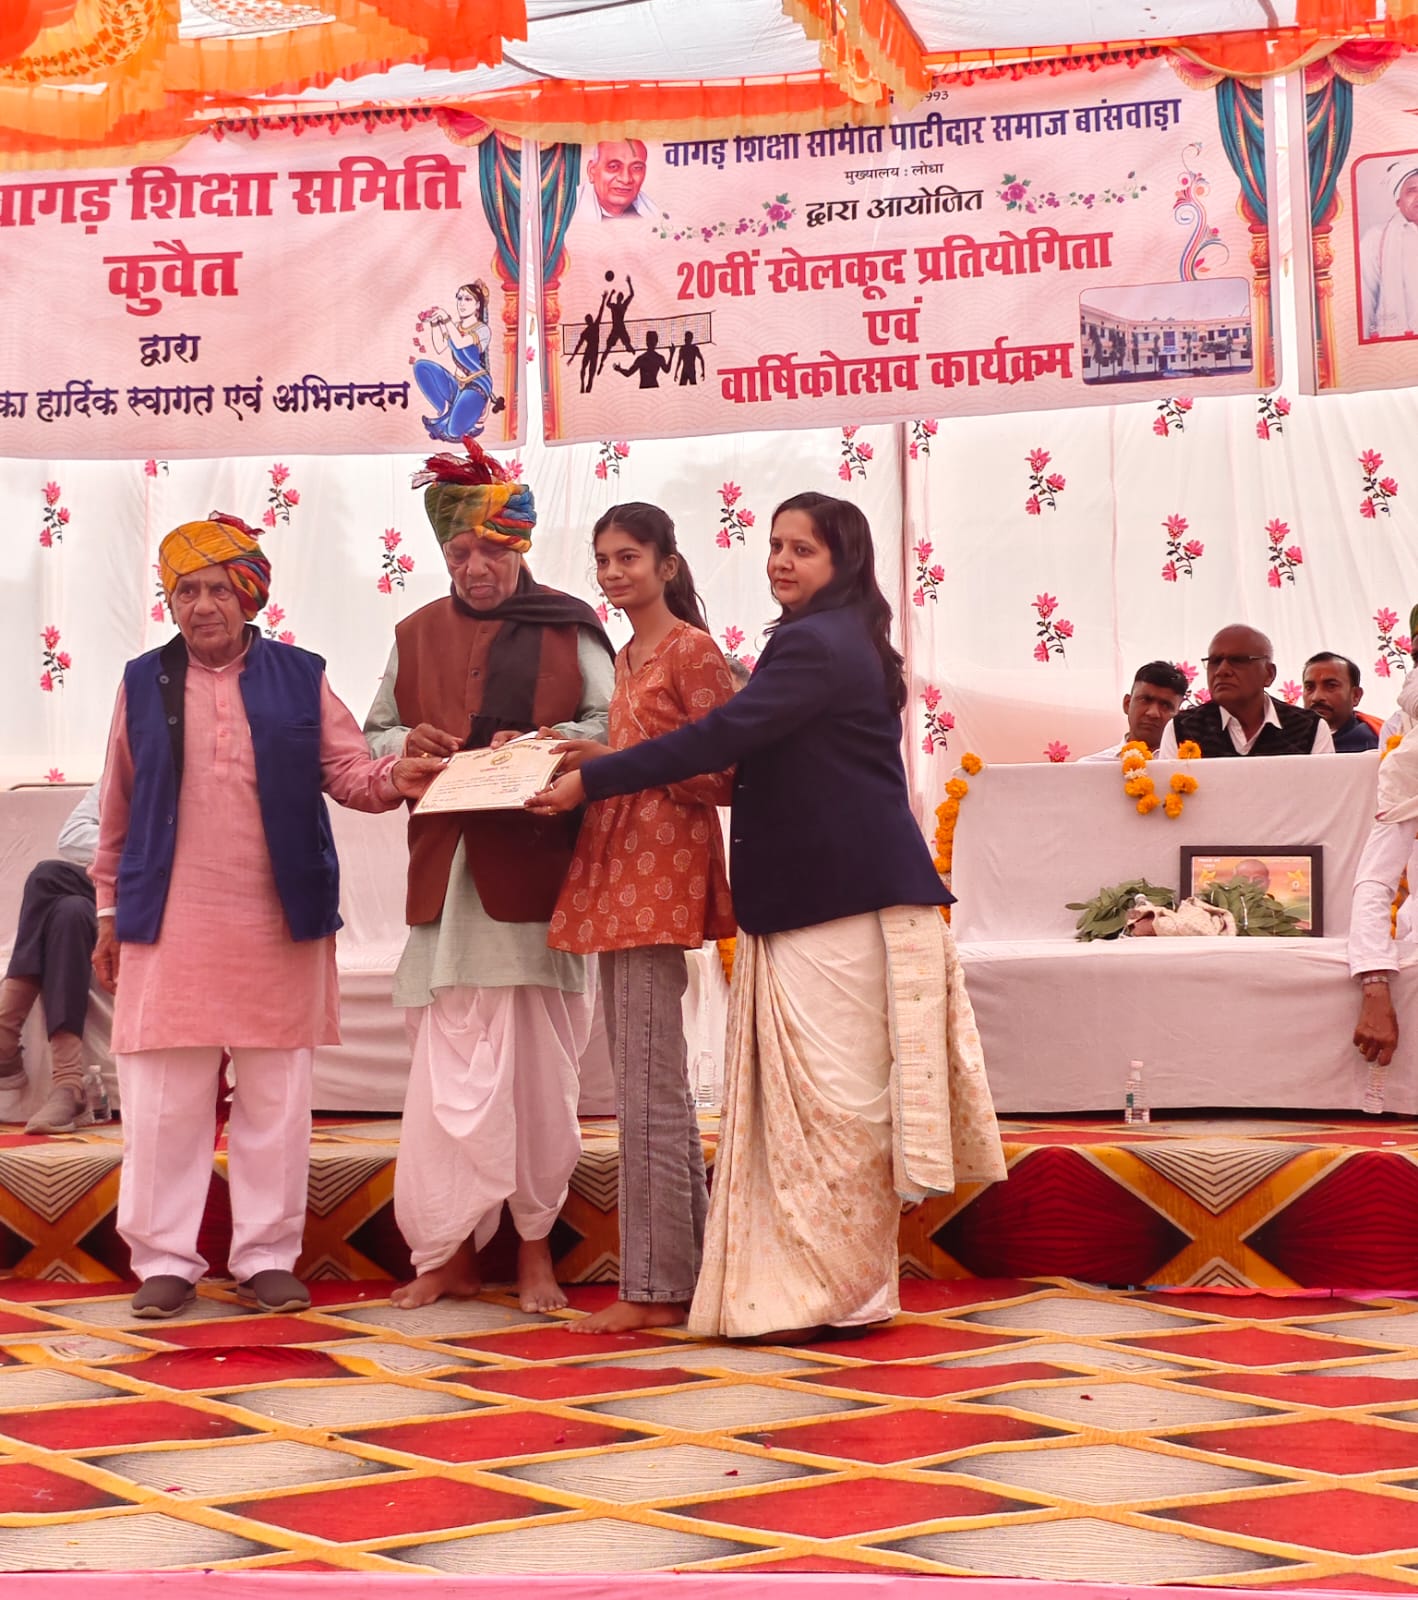 वागड़ शिक्षा समिति
कुवैत
द्वारा
का हार्दिक स्वागत एवं अभिनन्दन
1993
वागड़ शिक्षा समिति पाटीदार समाज बांसवाड़ा
मुख्यालय : लोधा
द्वारा आयोजित
20वीं खेलकूद प्रतियोगिता
एवं
वार्षिकोत्सव कार्यक्रम